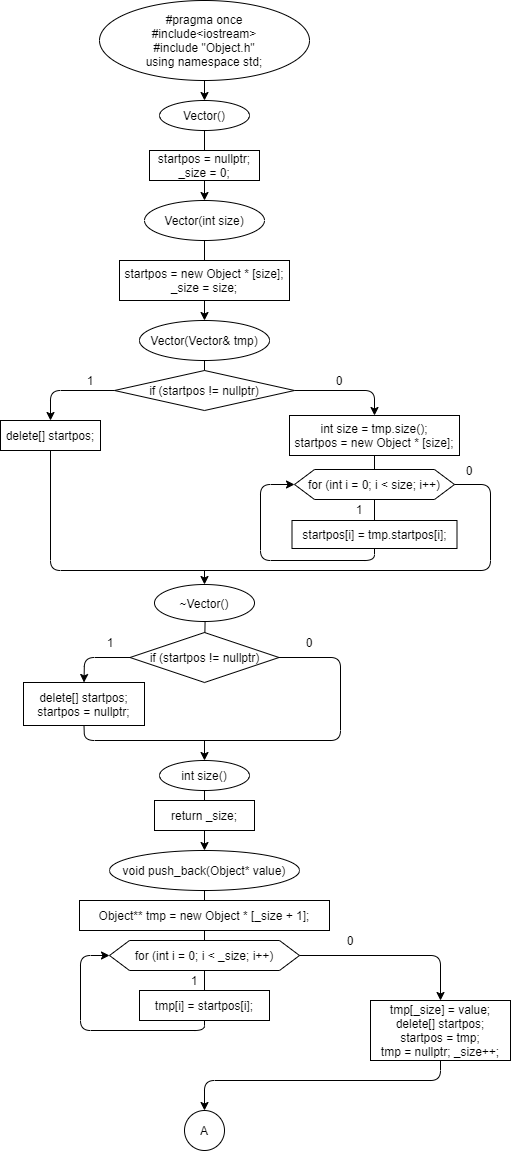 #pragma once
#include<iostream>
#include "Object.h"
using namespace std;
Vector()
startpos = nullptr;
_size = 0;
Vector(int size)
startpos = new Object * [size];
_size = size;
Vector(Vector& tmp)
if (startpos != nullptr)
1
0
delete[] startpos;
int size = tmp.size();
startpos = new Object * [size];
for (int i = 0; i < size; i++)
0
1
startpos[i] = tmp.startpos[i];
~Vector()
if (startpos != nullptr)
1
0
delete[] startpos;
startpos = nullptr;
int size()
return _size;
void push_back(Object* value)
Object** tmp = new Object * [_size + 1];
for (int i = 0; i < _size; i++)
0
1
tmp[i] = startpos[i];
tmp[_size] = value;
delete[] startpos;
startpos = tmp;
tmp = nullptr; _size++;
A